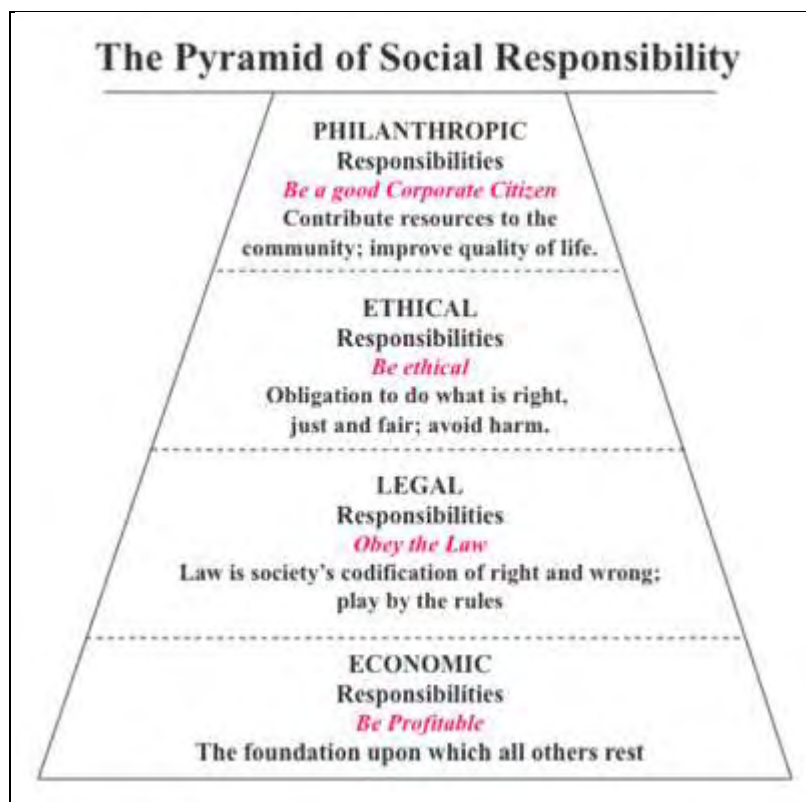 The Pyramid of Social Responsibility
PHILANTHROPIC
Responsibilities
Be a good Corporate Citizen
Contribute resources to the
community; improve quality of life.
ETHICAL
Responsibilities
Be ethical
Obligation to do what is right,
just and fair; avoid harm.
LEGAL
Responsibilities
Obey the Law
Law is society's codification of right and wrong;
play by the rules
ECONOMIC
Responsibilities
Be Profitable
The foundation upon which all others rest